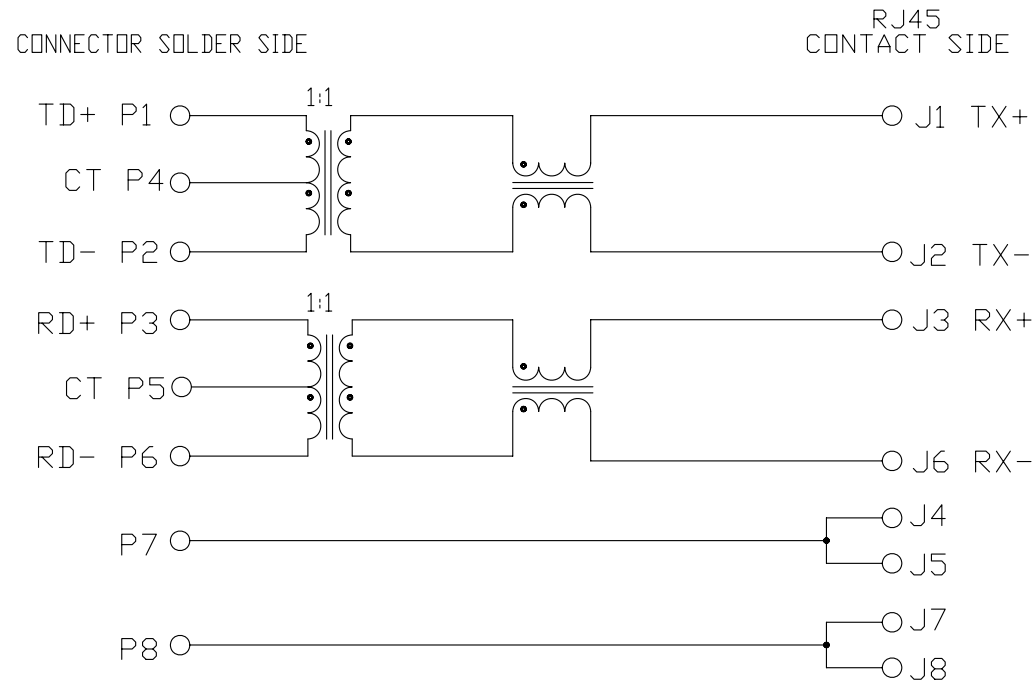 RJ45
CONNECTOR SOLDER SIDE CONTACT SIDE
1:1
TD+ P1 J1 TX+
CT P4
TD- P2 J2 TX-
1:1
RD+ P3 J3 RX+
CT P5
RD- P6 J6 RX-
J4
P7
J5
J7
P8
J8